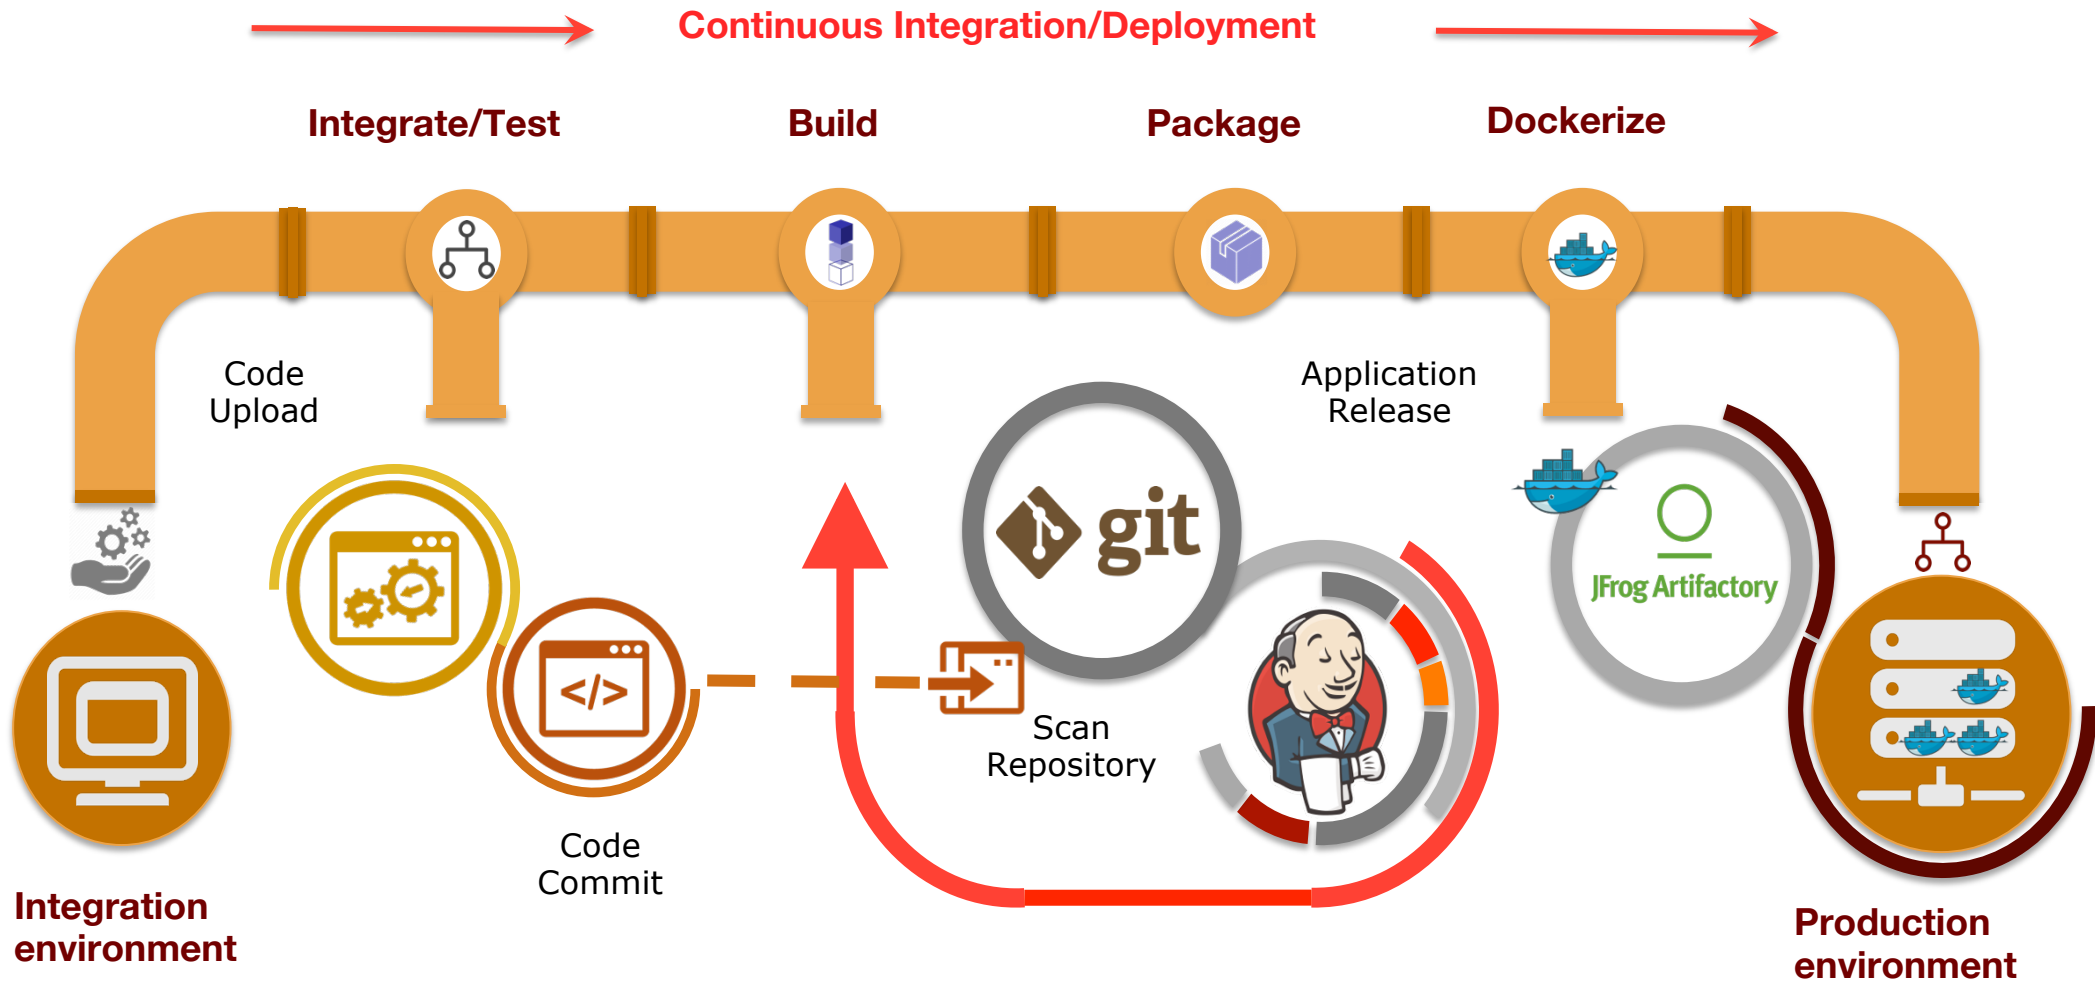 Continuous Integration/Deployment
Integrate/Test
Build
Package
Dockerize
Code
Upload
Application
Release
git
JFrog Artifactory
</>
Scan
Repository
Code
Commit
Integration
environment
Production
environment